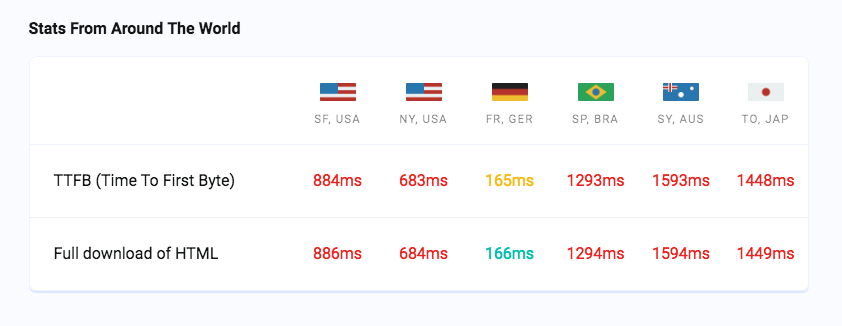 Stats From Around The World
SF, USA NY, USA FR, GER SP, BRA SY, AUS TO, JAP
TTFB (Time To First Byte) 884ms 683ms 165ms 1293ms 1593ms 1448ms
Full download of HTML 886ms 684ms 166ms 1294ms 1594ms 1449ms